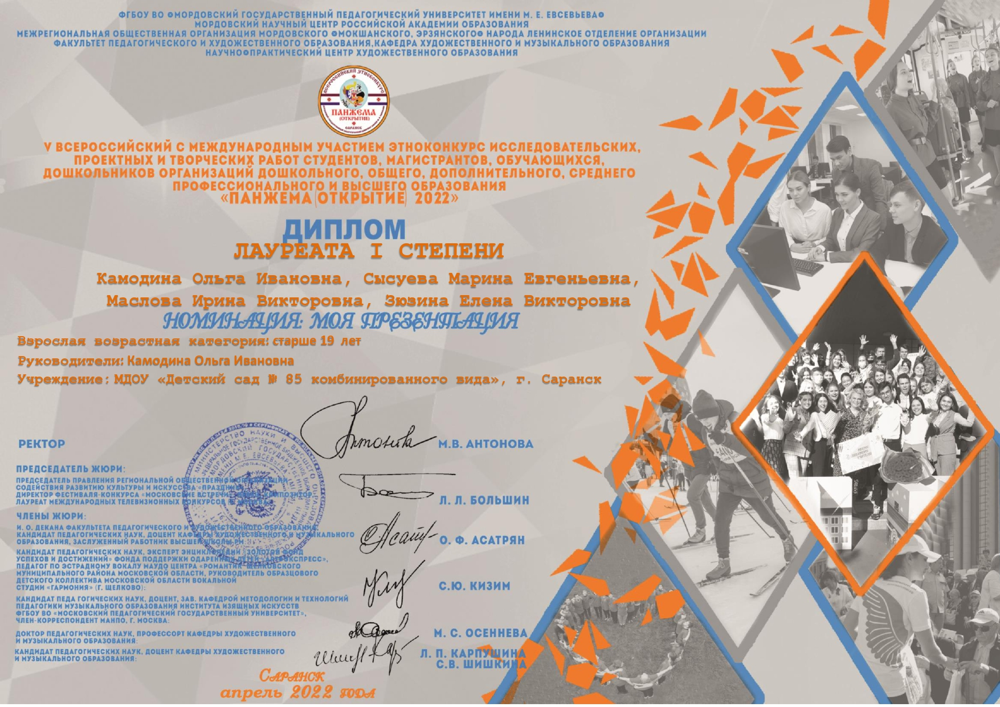 ФГБОУ ВО «МОРДОВСКИЙ ГОСУДАРСТВЕННЫЙ ПЕДАГОГИЧЕСКИЙ УНИВЕРСИТЕТ ИМЕНИ М. Е. ЕВСЕВЬЕВА»
МОРДОВСКИЙ НАУЧНЫЙ ЦЕНТР РОССИЙСКОЙ АКАДЕМИИ ОБРАЗОВАНИЯ
МЕЖРЕГИОНАЛЬНАЯ ОБЩЕСТВЕННАЯ ОРГАНИЗАЦИЯ МОРДОВСКОГО «МОКШАНСКОГО, ЭРЗЯНСКОГО» НАРОДА ЛЕНИНСКОЕ ОТДЕЛЕНИЕ ОРГАНИЗАЦИИ
ФАКУЛЬТЕТ ПЕДАГОГИЧЕСКОГО И ХУДОЖЕСТВЕННОГО ОБРАЗОВАНИЯ,КАФЕДРА ХУДОЖЕСТВЕННОГО И МУЗЫКАЛЬНОГО ОБРАЗОВАНИЯ
НАУЧНО-ПРАКТИЧЕСКИЙ ЦЕНТР ХУДОЖЕСТВЕННОГО ОБРАЗОВАНИЯ
ВСЕРОССИЙСКИЙ ЭТНОКОНКУРС
ПАНЖЕМА
(ОТКРЫТИЕ)
САРАНСК
V ВСЕРОССИЙСКИЙ С МЕЖДУНАРОДНЫМ УЧАСТИЕМ ЭТНОКОНКУРС ИССЛЕДОВАТЕЛЬСКИХ,
ПРОЕКТНЫХ И ТВОРЧЕСКИХ РАБОТ СТУДЕНТОВ, МАГИСТРАНТОВ, ОБУЧАЮЩИХСЯ,
ДОШКОЛЬНИКОВ ОРГАНИЗАЦИЙ ДОШКОЛЬНОГО, ОБЩЕГО, ДОПОЛНИТЕЛЬНОГО, СРЕДНЕГО
ПРОФЕССИОНАЛЬНОГО И ВЫСШЕГО ОБРАЗОВАНИЯ
«ПАНЖЕМА(ОТКРЫТИЕ) 2022»
ДИПЛОМ
ЛАУРЕАТА I СТЕПЕНИ
Камодина Ольга Ивановна, Сысуева Марина Евгеньевна,
Маслова Ирина Викторовна, Зюзина Елена Викторовна
НОМИНАЦИЯ: МОЯ ПРЕЗЕНТАЦИЯ
Взрослая возрастная категория: старше 19 лет
Руководители: Камодина Ольга Ивановна
Учреждение: МДОУ «Детский сад № 85 комбинированного вида», г. Саранск
РЕКТОР
М.В. АНТОНОВА
ПРЕДСЕДАТЕЛЬ ЖЮРИ:
ПРЕДСЕДАТЕЛЬ ПРАВЛЕНИЯ РЕГИОНАЛЬНОЙ ОБЩЕСТВЕННОЙ ОРГАНИЗАЦИИ
СОДЕЙСТВИЯ РАЗВИТИЮ КУЛЬТУРЫ И ИСКУССТВА
ДИРЕКТОР ФЕСТИВАЛЯ-КОНКУРСА «МОСКОВСКИЕ ВСТРЕЧИ» КОМПОЗИТОР
ЛАУРЕАТ МЕЖДУНАРОДНЫХ ТЕЛЕВИЗИОННЫХ КОНКУРСОВ
Л. Л. БОЛЬШИН
ЧЛЕНЫ ЖЮРИ:
И. О. ДЕКАНА ФАКУЛЬТЕТА ПЕДАГОГИЧЕСКОГО И ХУДОЖЕСТВЕННОГО ОБРАЗОВАНИЯ,
КАНДИДАТ ПЕДАГОГИЧЕСКИХ НАУК, ДОЦЕНТ КАФЕДРЫ ХУДОЖЕСТВЕННОГО И МУЗЫКАЛЬНОГО
ОБРАЗОВАНИЯ, ЗАСЛУЖЕННЫЙ РАБОТНИК ВЫСШЕЙ ШКОЛЫ РМ
О. Ф. АСАТРЯН
КАНДИДАТ ПЕДАГОГИЧЕСКИХ НАУК, ЭКСПЕРТ ЭНЦИКЛОПЕДИИ «ЗОЛОТОЙ ФОНД
УСПЕХОВ И ДОСТИЖЕНИЙ» ФОНДА ПОДДЕРЖКИ ОДАРЕННЫХ ДЕТЕЙ
ПЕДАГОГ ПО ЭСТРАДНОМУ ВОКАЛУ МАУДО ЦЕНТРА «РОМАНТИК» ЩЕЛКОВСКОГО
МУНИЦИПАЛЬНОГО РАЙОНА МОСКОВСКОЙ ОБЛАСТИ, РУКОВОДИТЕЛЬ ОБРАЗЦОВОГО
ДЕТСКОГО КОЛЛЕКТИВА МОСКОВСКОЙ ОБЛАСТИ ВОКАЛЬНОЙ
СТУДИИ «ГАРМОНИЯ» (Г. ЩЕЛКОВО):
С.Ю. КИЗИМ
КАНДИДАТ ПЕДА ГОГИЧЕСКИХ НАУК, ДОЦЕНТ, ЗАВ. КАФЕДРОЙ МЕТОДОЛОГИИ И ТЕХНОЛОГИЙ
ПЕДАГОГИКИ МУЗЫКАЛЬНОГО ОБРАЗОВАНИЯ ИНСТИТУТА ИЗЯЩНЫХ ИСКУССТВ
ФГБОУ ВО «МОСКОВСКИЙ ПЕДАГОГИЧЕСКИЙ ГОСУДАРСТВЕННЫЙ УНИВЕРСИТЕТ»,
ЧЛЕН-КОРРЕСПОНДЕНТ МАНПО, Г. МОСКВА:
М. С. ОСЕННЕВА
ДОКТОР ПЕДАГОГИЧЕСКИХ НАУК, ПРОФЕССОРТ КАФЕДРЫ ХУДОЖЕСТВЕННОГО
И МУЗЫКАЛЬНОГО ОБРАЗОВАНИЯ:
Л. П. КАРПУШИНА
КАНДИДАТ ПЕДАГОГИЧЕСКИХ НАУК, ДОЦЕНТ КАФЕДРЫ ХУДОЖЕСТВЕННОГО
И МУЗЫКАЛЬНОГО ОБРАЗОВАНИЯ:
С.В. ШИШКИНА
САРАНСК
апрель 2022 ГОДА